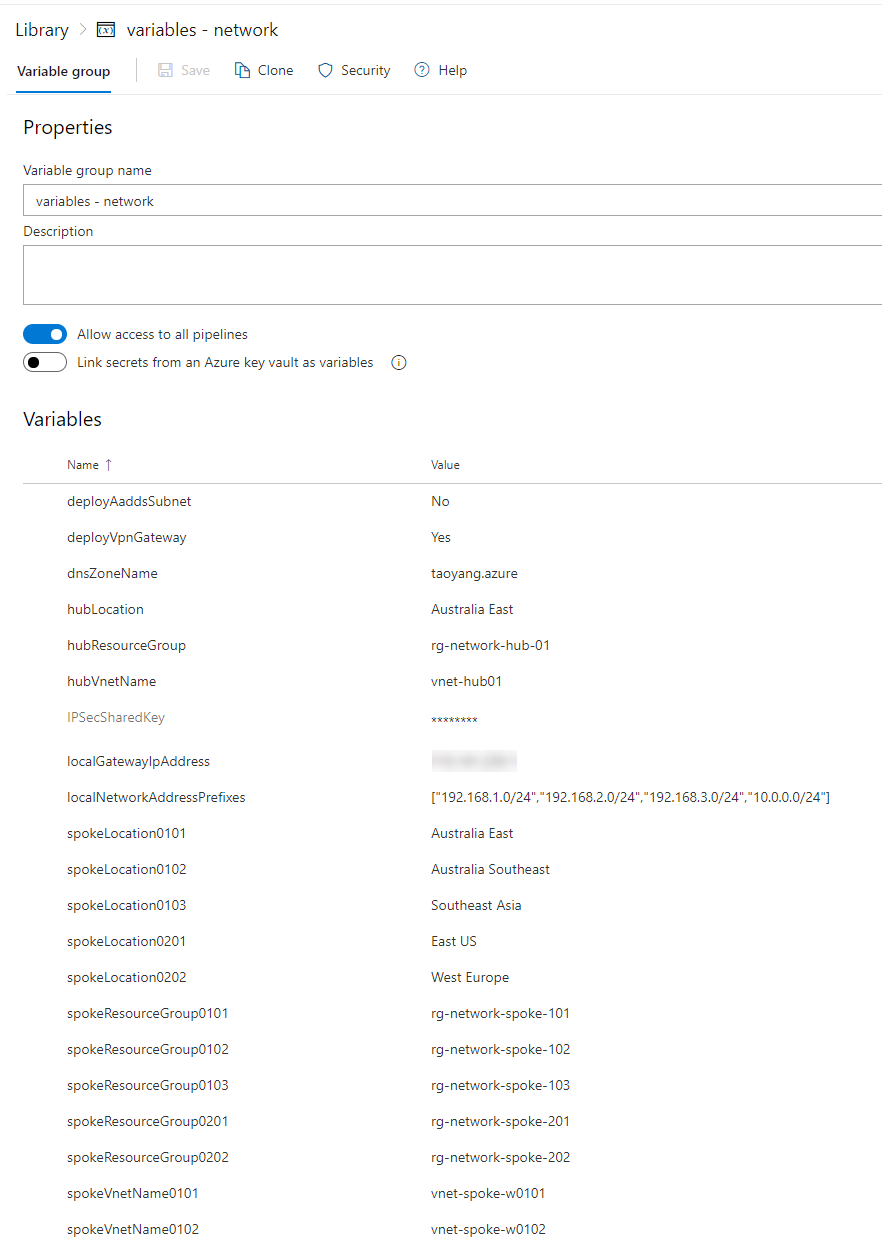 Library > variables - network
Variable group Save Clone Security Help
Properties
Variable group name
variables - network
Description
Allow access to all pipelines
Link secrets from an Azure key vault as variables
Variables
Name ↑ Value
deployAaddsSubnet No
deployVpnGateway Yes
dnsZoneName taoyang.azure
hubLocation Australia East
hubResourceGroup rg-network-hub-01
hubVnetName vnet-hub01
IPSecSharedKey ********
localGatewayIpAddress
localNetworkAddressPrefixes ["192.168.1.0/24","192.168.2.0/24","192.168.3.0/24","10.0.0.0/24"]
spokeLocation0101 Australia East
spokeLocation0102 Australia Southeast
spokeLocation0103 Southeast Asia
spokeLocation0201 East US
spokeLocation0202 West Europe
spokeResourceGroup0101 rg-network-spoke-101
spokeResourceGroup0102 rg-network-spoke-102
spokeResourceGroup0103 rg-network-spoke-103
spokeResourceGroup0201 rg-network-spoke-201
spokeResourceGroup0202 rg-network-spoke-202
spokeVnetName0101 vnet-spoke-w0101
spokeVnetName0102 vnet-spoke-w0102